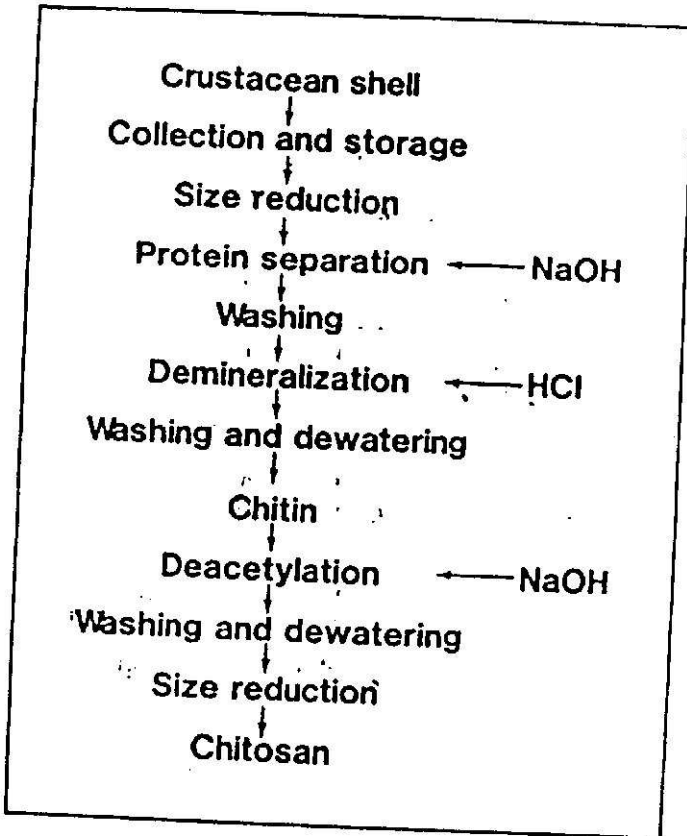 Crustacean shell
Collection and storage
Size reduction
Protein separation NaOH
Washing
Demineralization HCl
Washing and dewatering
Chitin
Deacetylation NaOH
Washing and dewatering
Size reduction
Chitosan